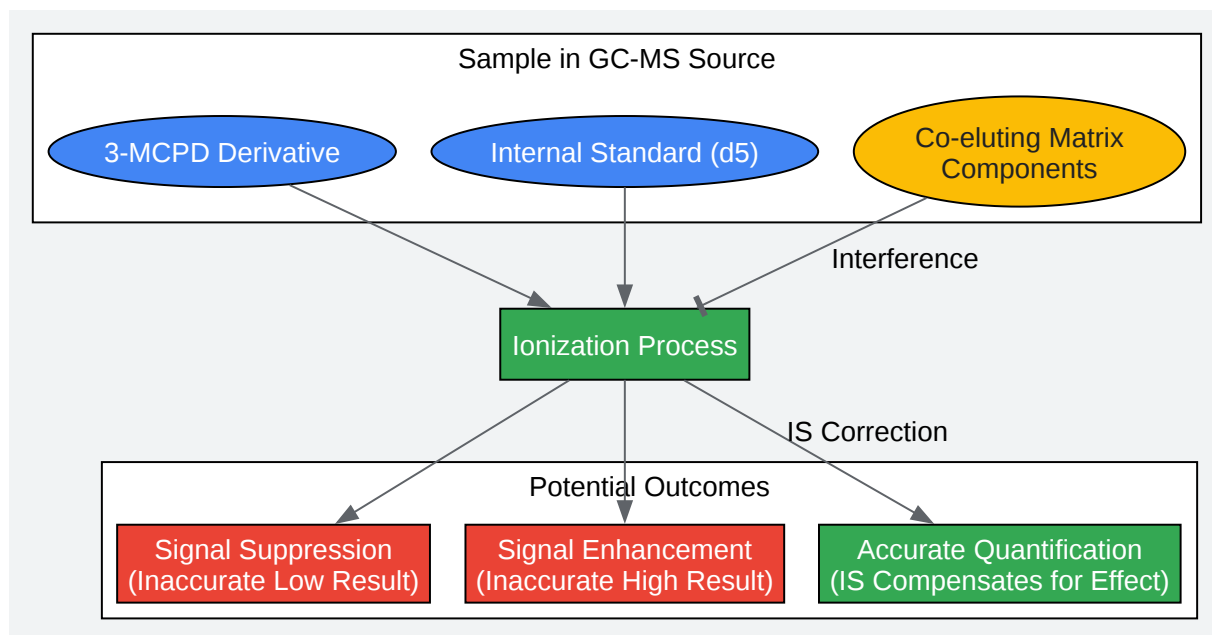 Sample in GC-MS Source
3-MCPD Derivative
Internal Standard (d5)
Co-eluting Matrix
Components
Interference
Ionization Process
IS Correction
Potential Outcomes
Signal Suppression
(Inaccurate Low Result)
Signal Enhancement
(Inaccurate High Result)
Accurate Quantification
(IS Compensates for Effect)